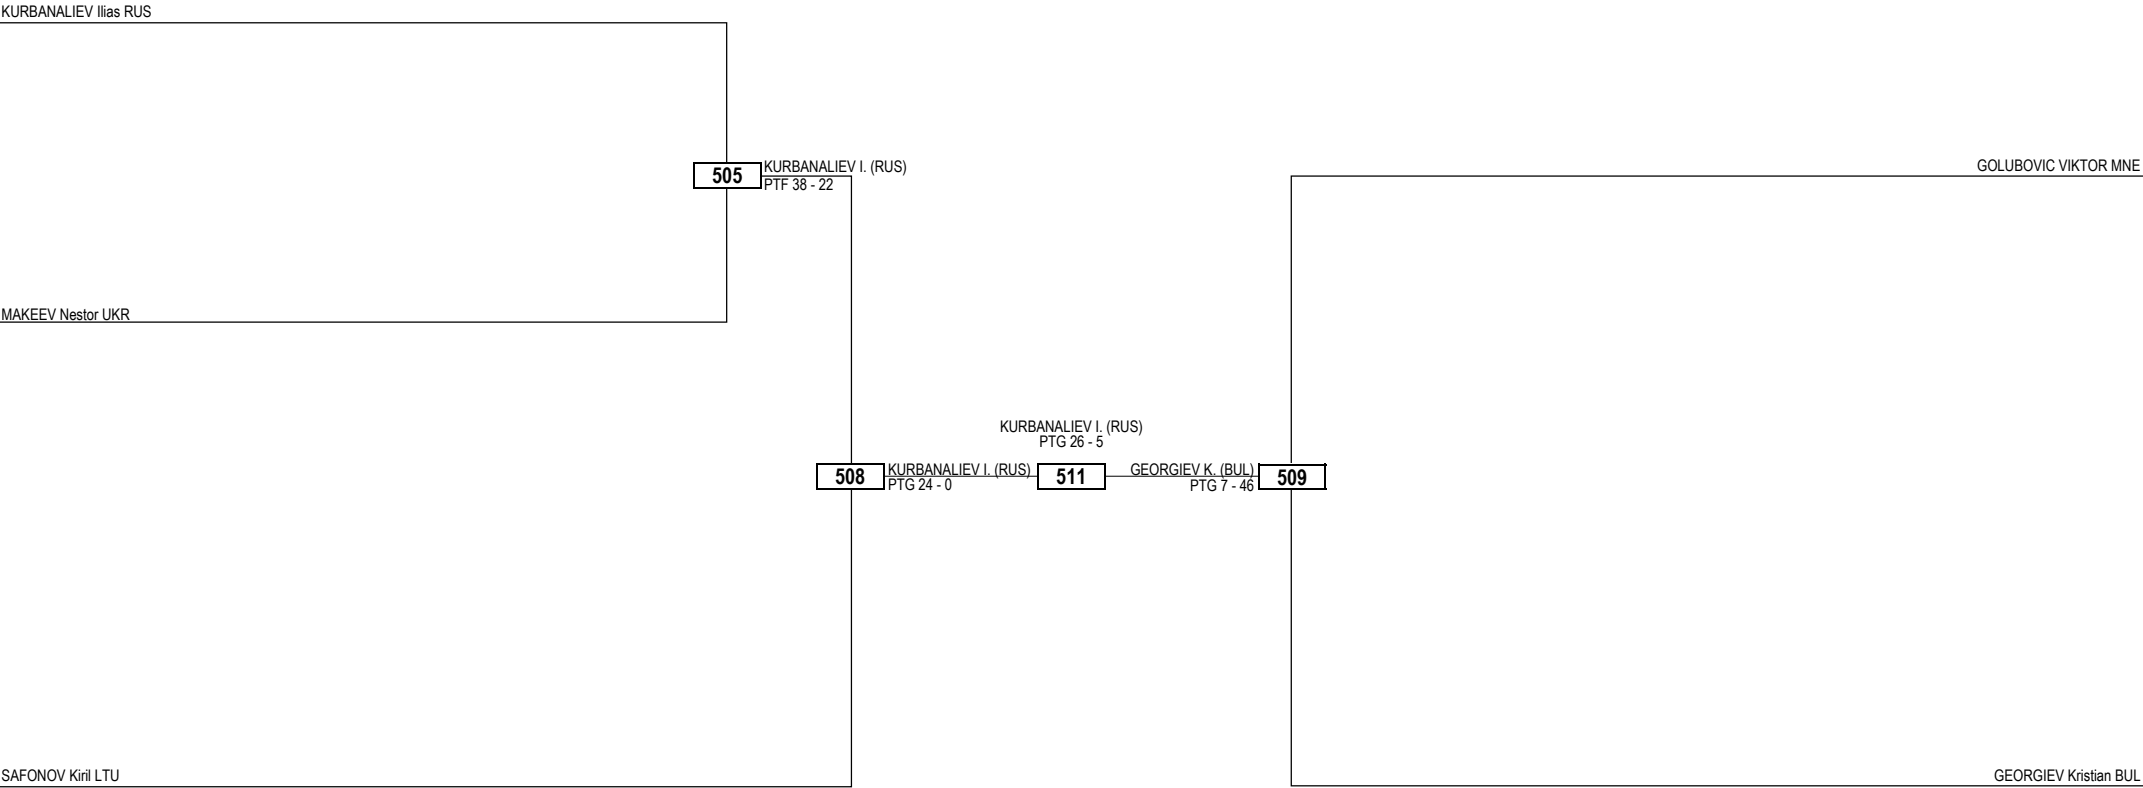 KURBANALIEV Ilias RUS
505
KURBANALIEV I. (RUS)
PTF 38 - 22
GOLUBOVIC VIKTOR MNE
MAKEEV Nestor UKR
KURBANALIEV I. (RUS)
PTG 26 - 5
508
KURBANALIEV I. (RUS)
PTG 24 - 0
511
GEORGIEV K. (BUL)
PTG 7 - 46
509
SAFONOV Kiril LTU
GEORGIEV Kristian BUL